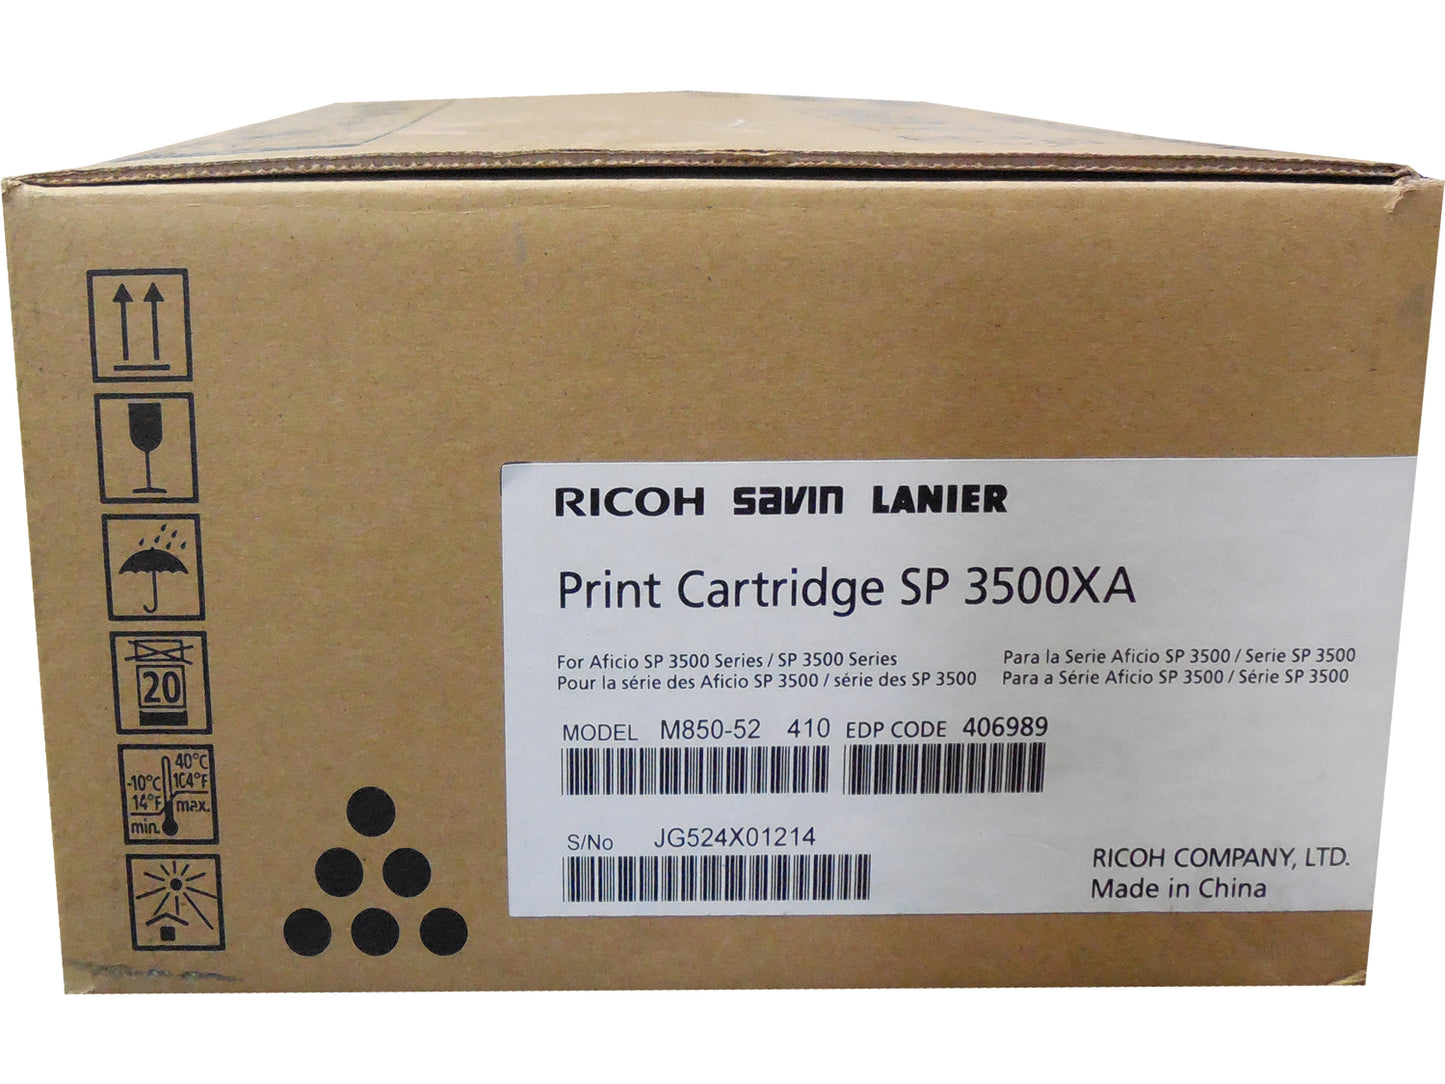 RICOH Savin LANIER
Print Cartridge SP 3500XA
For Aficio SP 3500 Series / SP 3500 Series
Pour la série des Aficio SP 3500 / série des SP 3500
Para la Serie Aficio SP 3500 / Serie SP 3500
Para a Série Aficio SP 3500 / Série SP 3500
MODEL M850-52 410 EDP CODE 406989
S/No JG524X01214
RICOH COMPANY, LTD.
Made in China
20
40°C
-10°C 104°F
14°F max.
min.